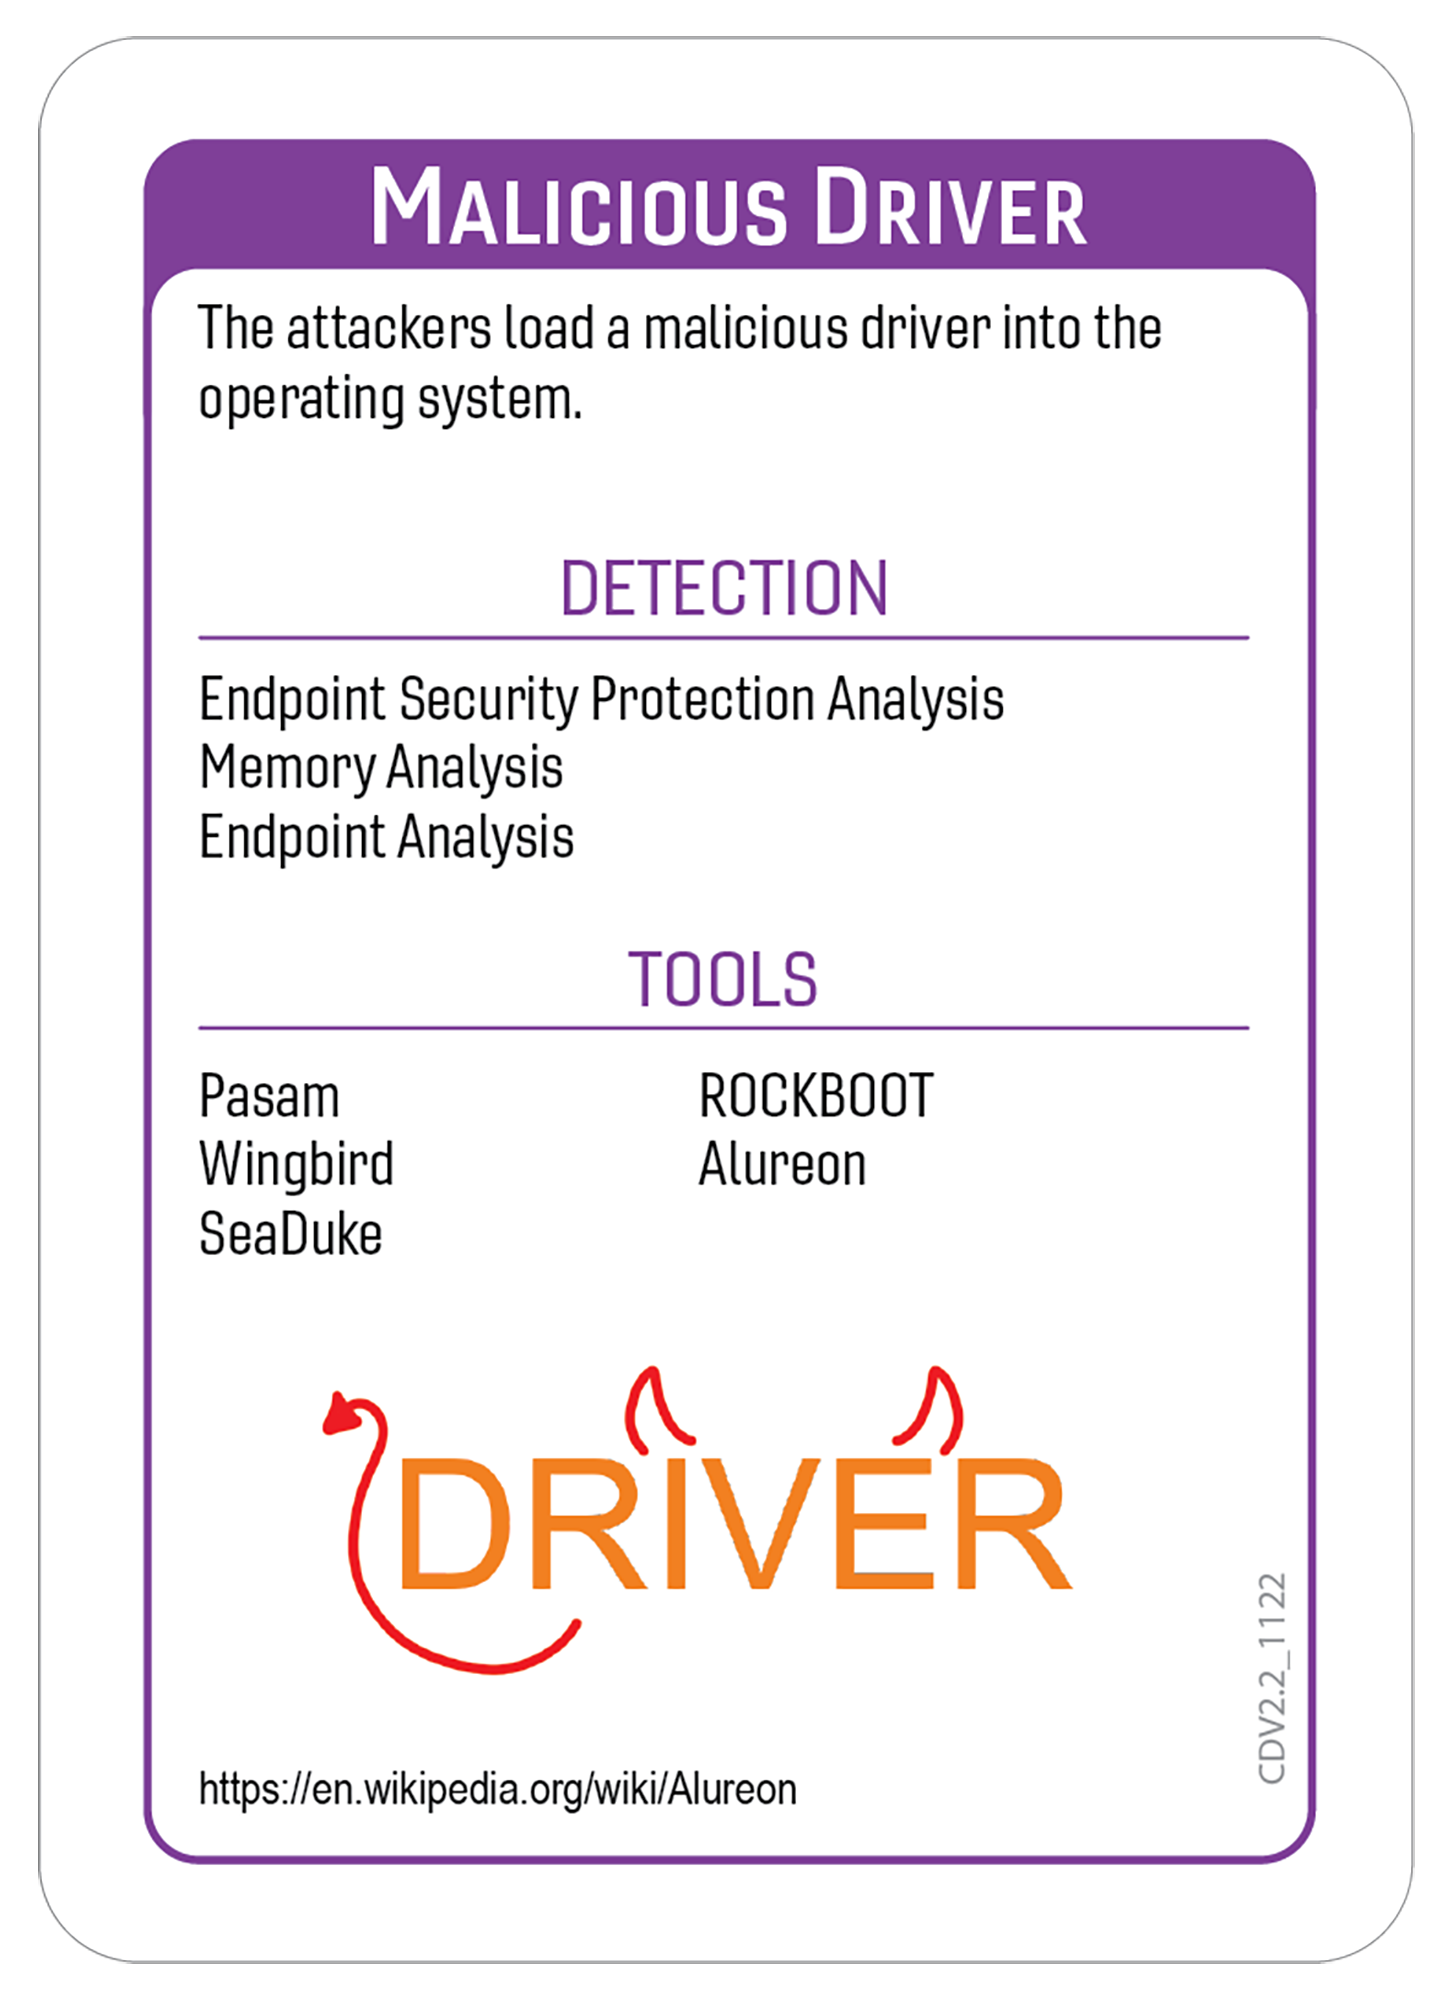 MALICIOUS DRIVER
The attackers load a malicious driver into the
operating system.
DETECTION
Endpoint Security Protection Analysis
Memory Analysis
Endpoint Analysis
TOOLS
Pasam
Wingbird
SeaDuke
ROCKBOOT
Alureon
DRIVER
CDV2.2_1122
https://en.wikipedia.org/wiki/Alureon